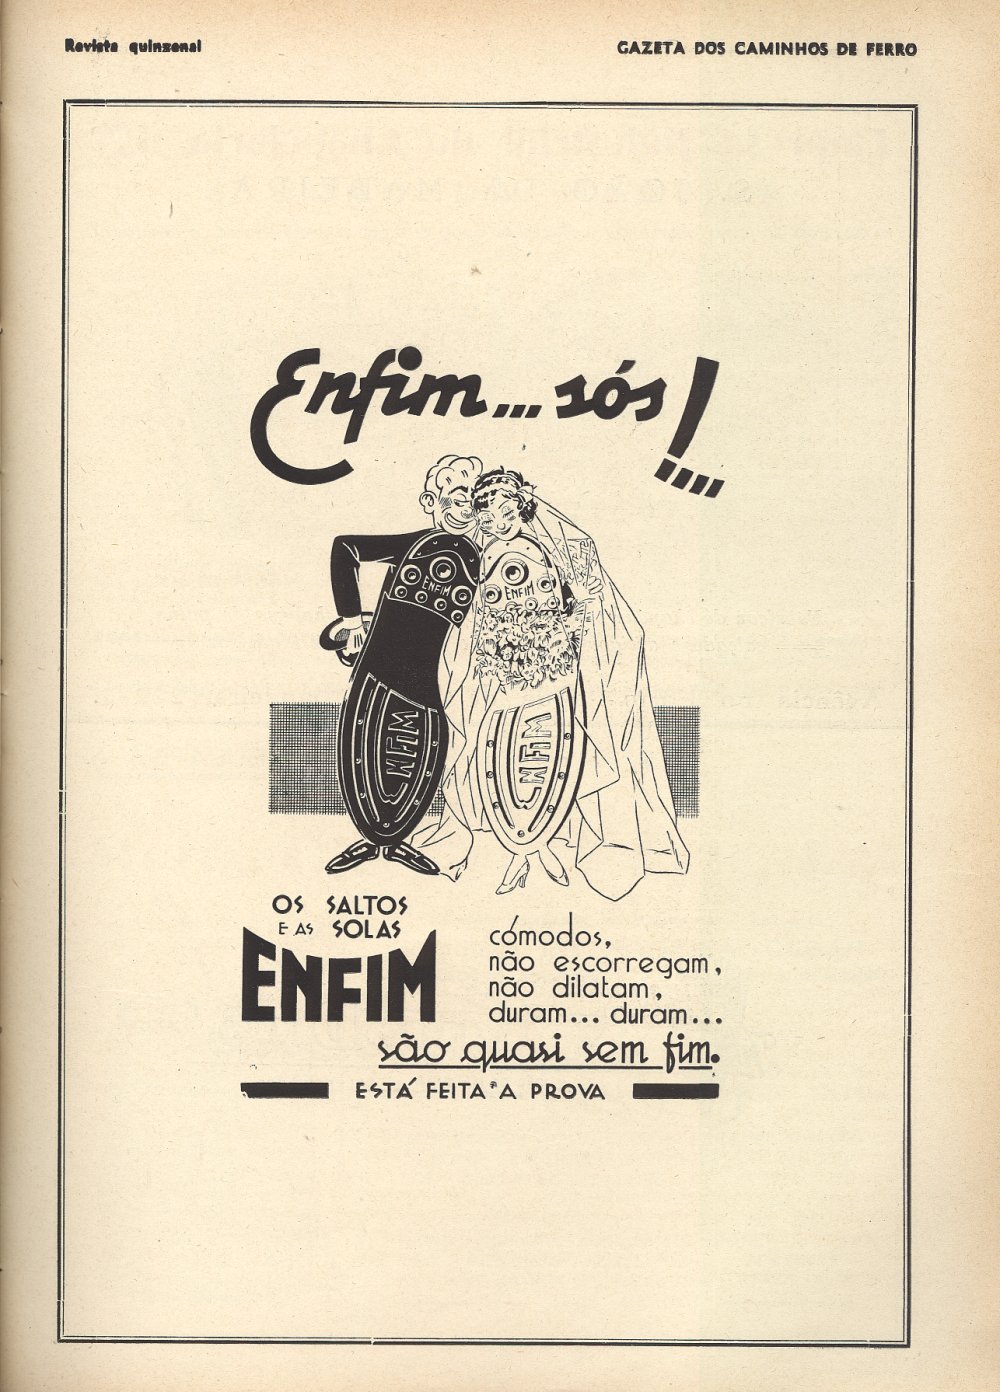 Revista quinzenal
GAZETA DOS CAMINHOS DE FERRO
Enfim... sós!...
ENFIM
ENFIM
ENFIM
ENFIM
OS SALTOS
E AS SOLAS
ENFIM
cómodos,
não escorregam,
não dilatam,
duram... duram...
são quasi sem fim.
ESTÁ FEITA A PROVA